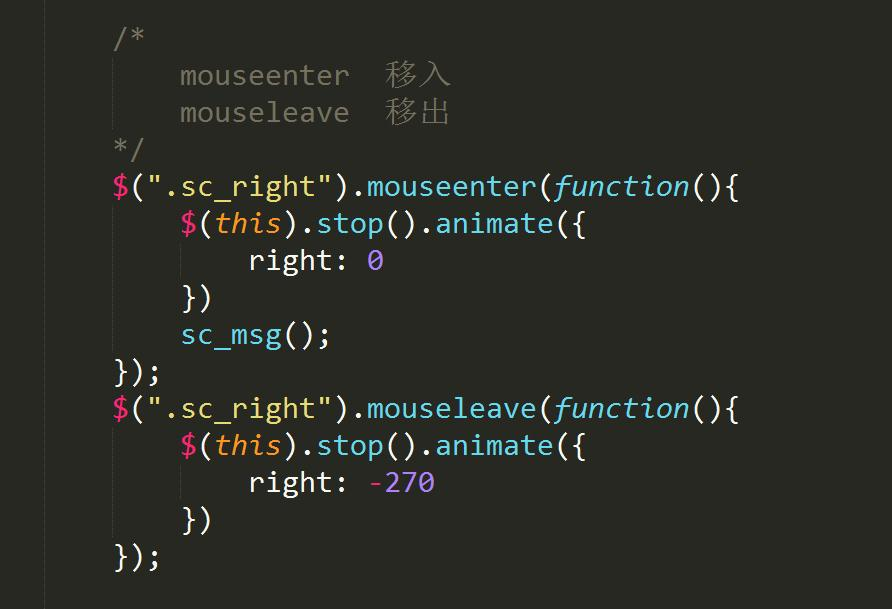 /*
mouseenter 移入
mouseleave 移出
*/
$(".sc_right").mouseenter(function(){
$(this).stop().animate({
right: 0
})
sc_msg();
});
$(".sc_right").mouseleave(function(){
$(this).stop().animate({
right: -270
})
});